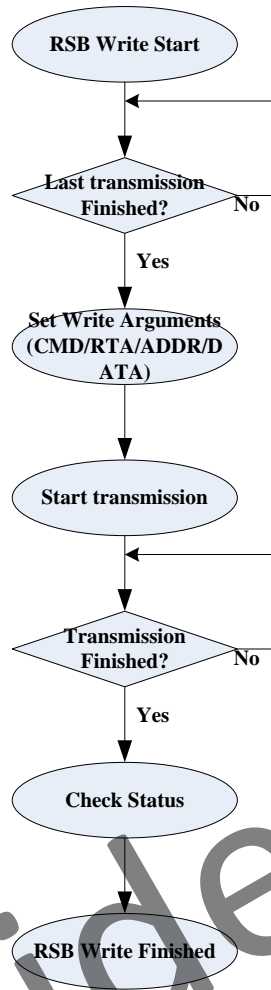 RSB Write Start
Last transmission
Finished?
No
Yes
Set Write Arguments
(CMD/RTA/ADDR/D
ATA)
Start transmission
Transmission
Finished?
No
Yes
Check Status
RSB Write Finished
ide